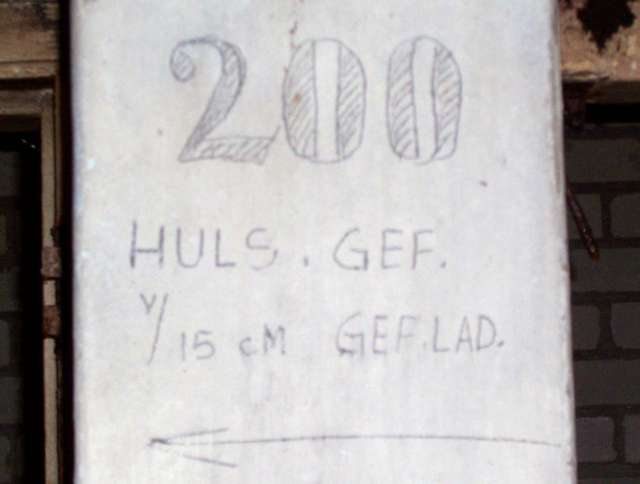 200
HULS. GEF.
v/15 cM GEF.LAD.